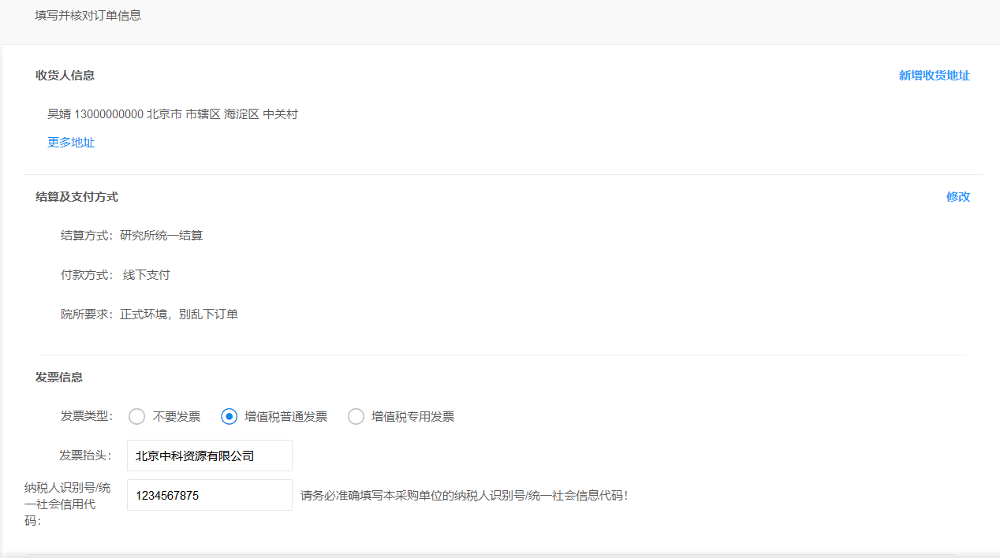 填写并核对订单信息
收货人信息
新增收货地址
吴婧 13000000000 北京市 市辖区 海淀区 中关村
更多地址
结算及支付方式
修改
结算方式：研究所统一结算
付款方式： 线下支付
院所要求：正式环境，别乱下订单
发票信息
发票类型： 不要发票 增值税普通发票 增值税专用发票
发票抬头： 北京中科资源有限公司
纳税人识别号/统
一社会信用代
码：
1234567875 请务必准确填写本采购单位的纳税人识别号/统一社会信息代码！